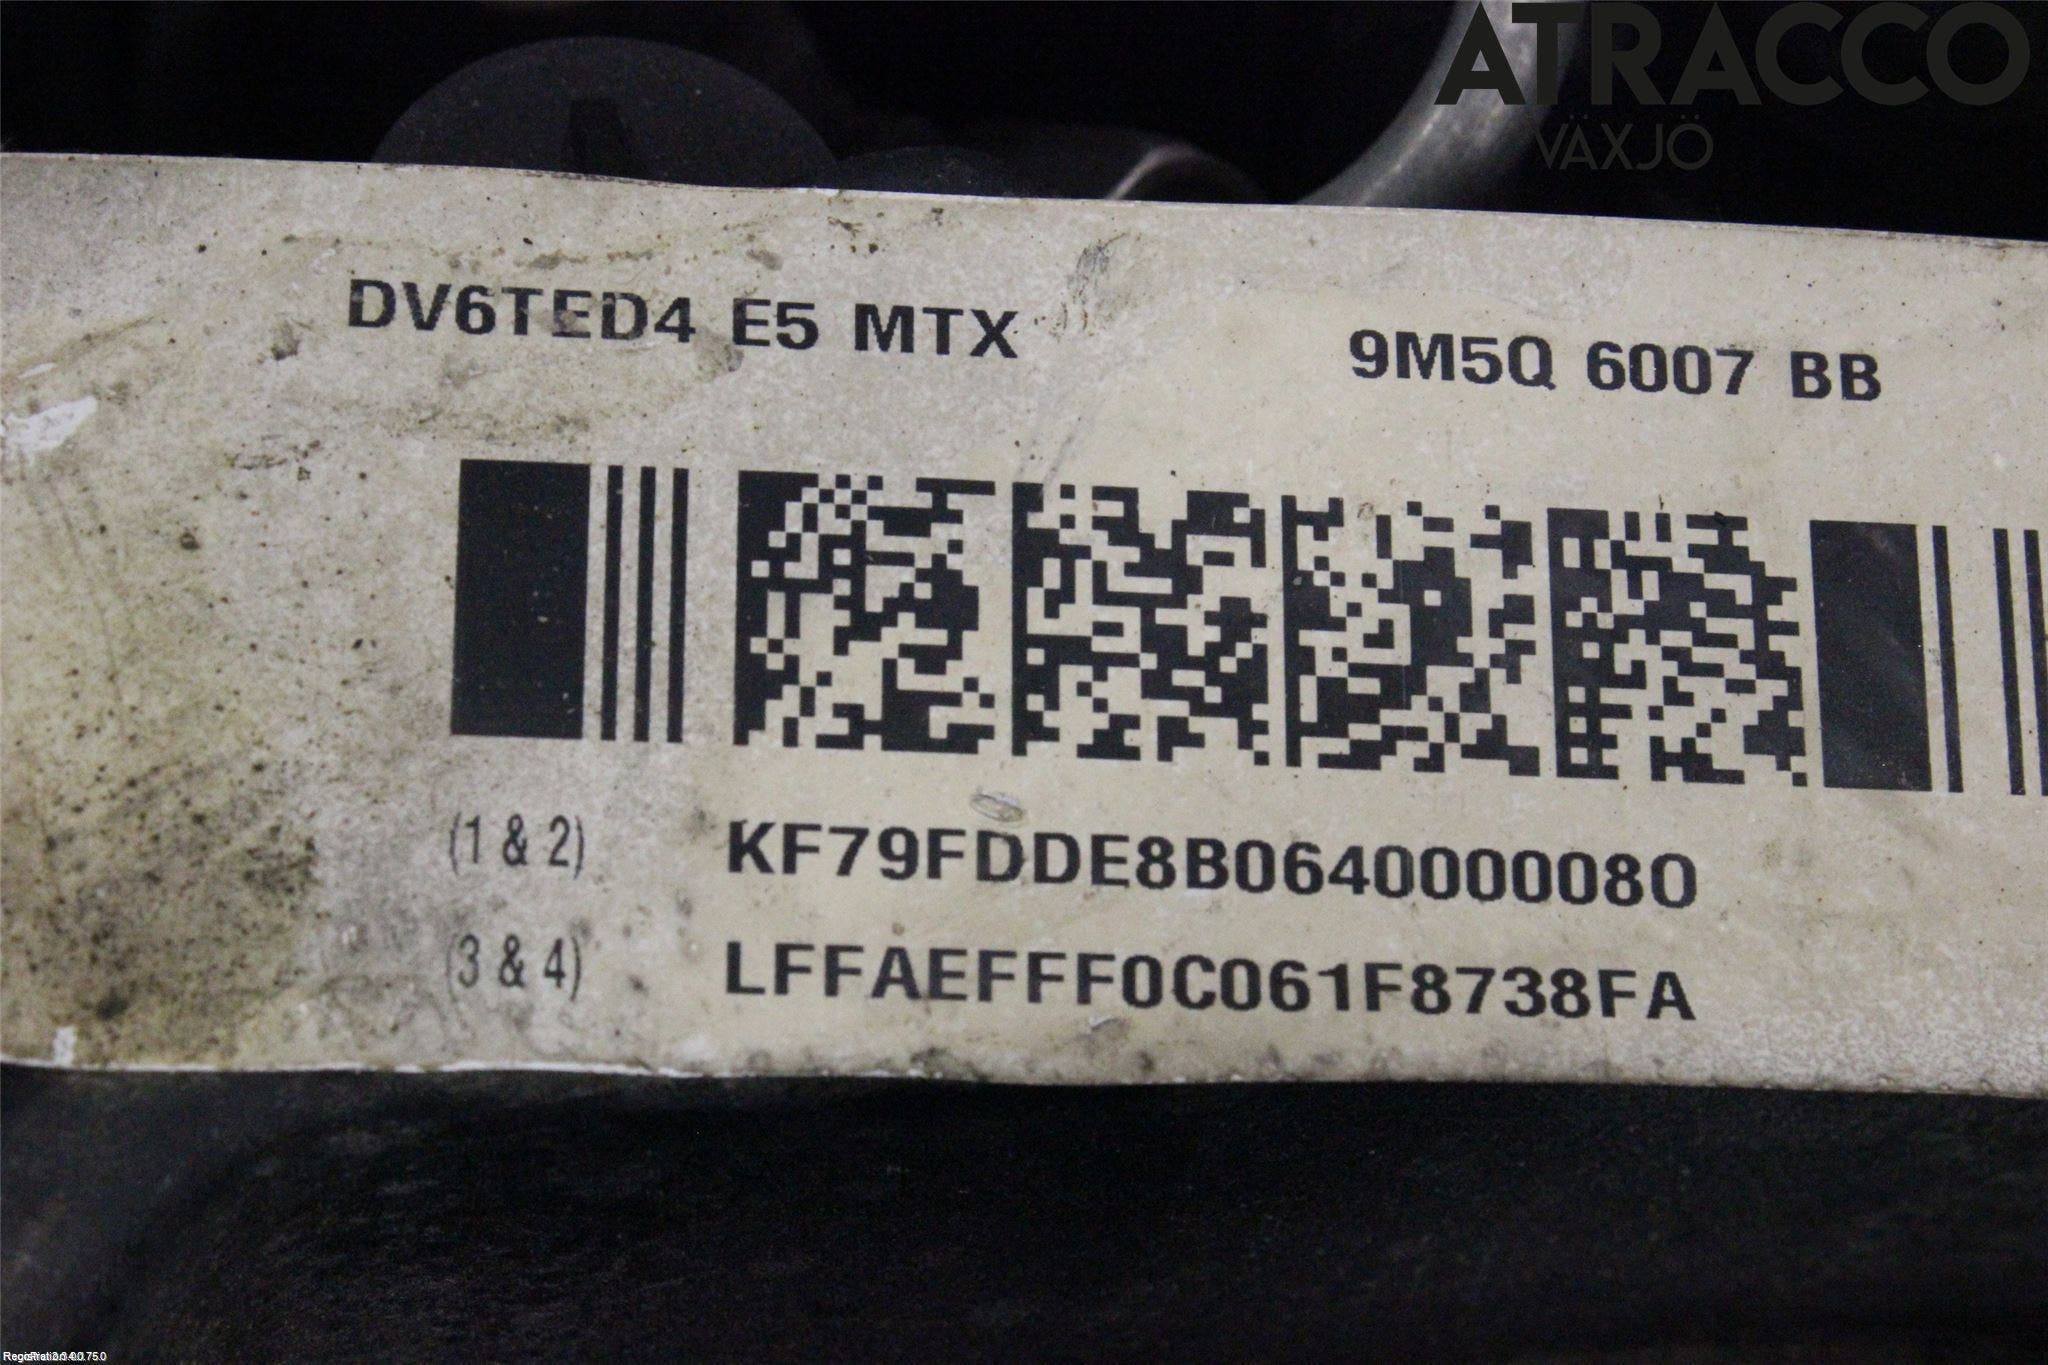 ATRACCO
VÄXJÖ
DV6TED4 E5 MTX 9M5Q 6007 BB
(1 & 2) KF79FDDE8B0640000080
(3 & 4) LFFAEFFF0C061F8738FA